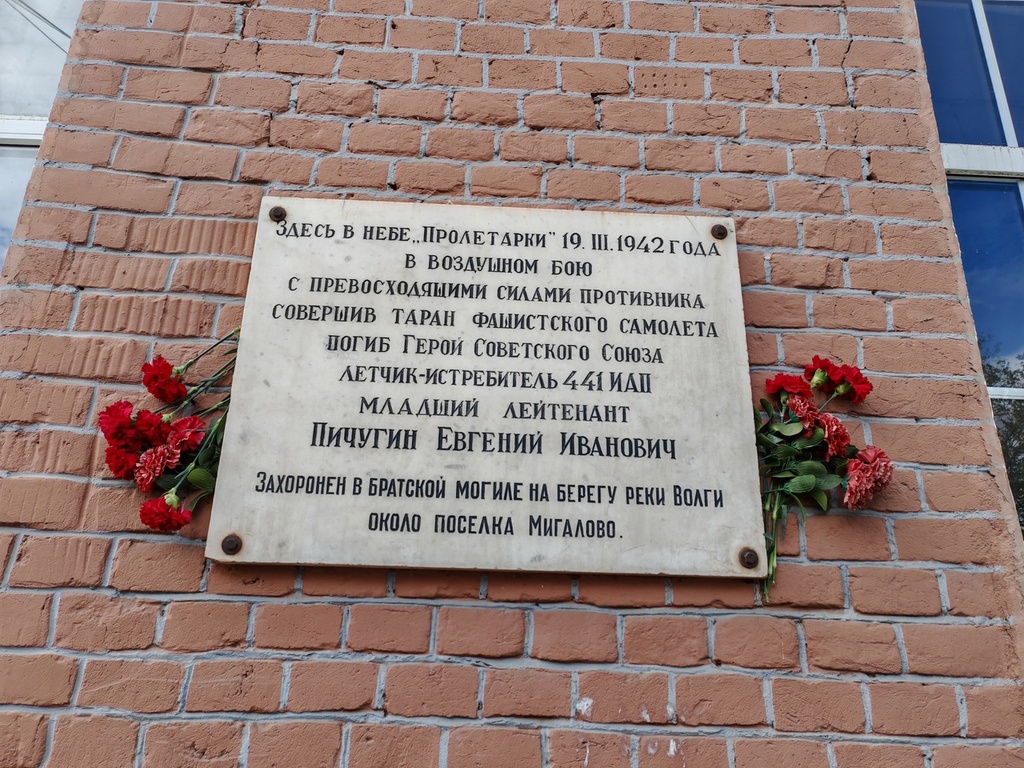 Здесь в небе „Пролетарки" 19.III.1942 года
в воздушном бою
с превосходящими силами противника
совершив таран фашистского самолета
погиб Герой Советского Союза
летчик-истребитель 441 ИАП
младший лейтенант
Пичугин Евгений Иванович
Захоронен в братской могиле на берегу реки Волги
около поселка Мигалово.